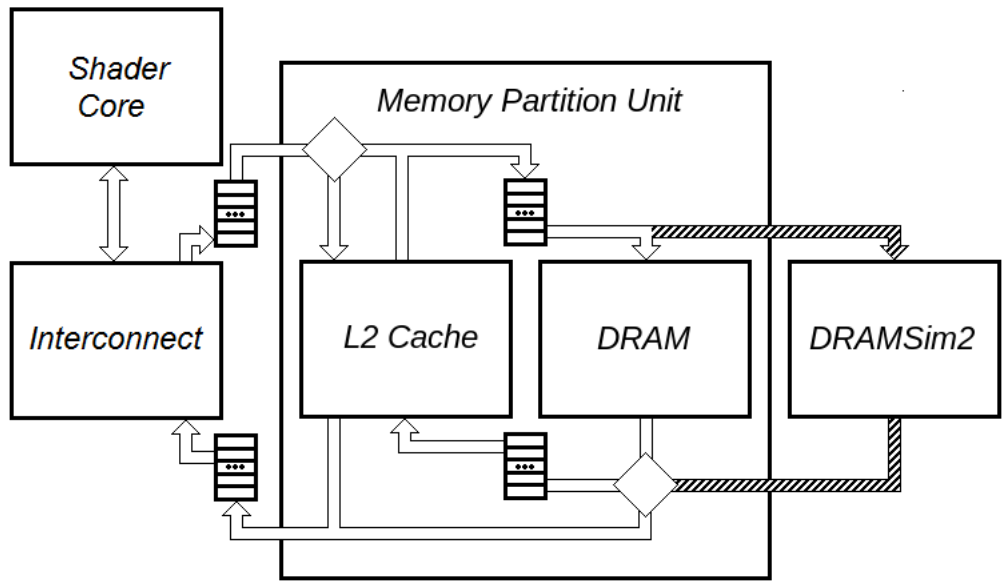 Shader
Core
Memory Partition Unit
Interconnect
L2 Cache
DRAM
DRAMSim2